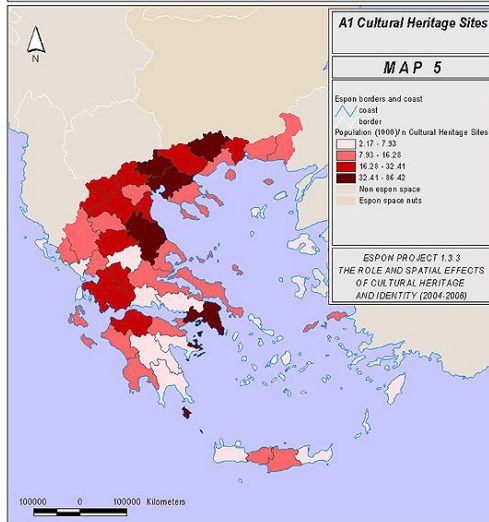 A1 Cultural Heritage Sites
MAP 5
N
Espon borders and coast
coast
border
Population (1000)/n Cultural Heritage Sites
2.17 - 7.93
7.93 - 16.28
16.28 - 32.41
32.41 - 86.42
Non espon space
Espon space nuts
ESPON PROJECT 1.3.3
THE ROLE AND SPATIAL EFFECTS
OF CULTURAL HERITAGE
AND IDENTITY (2004-2006)
100000 0 100000 Kilometers